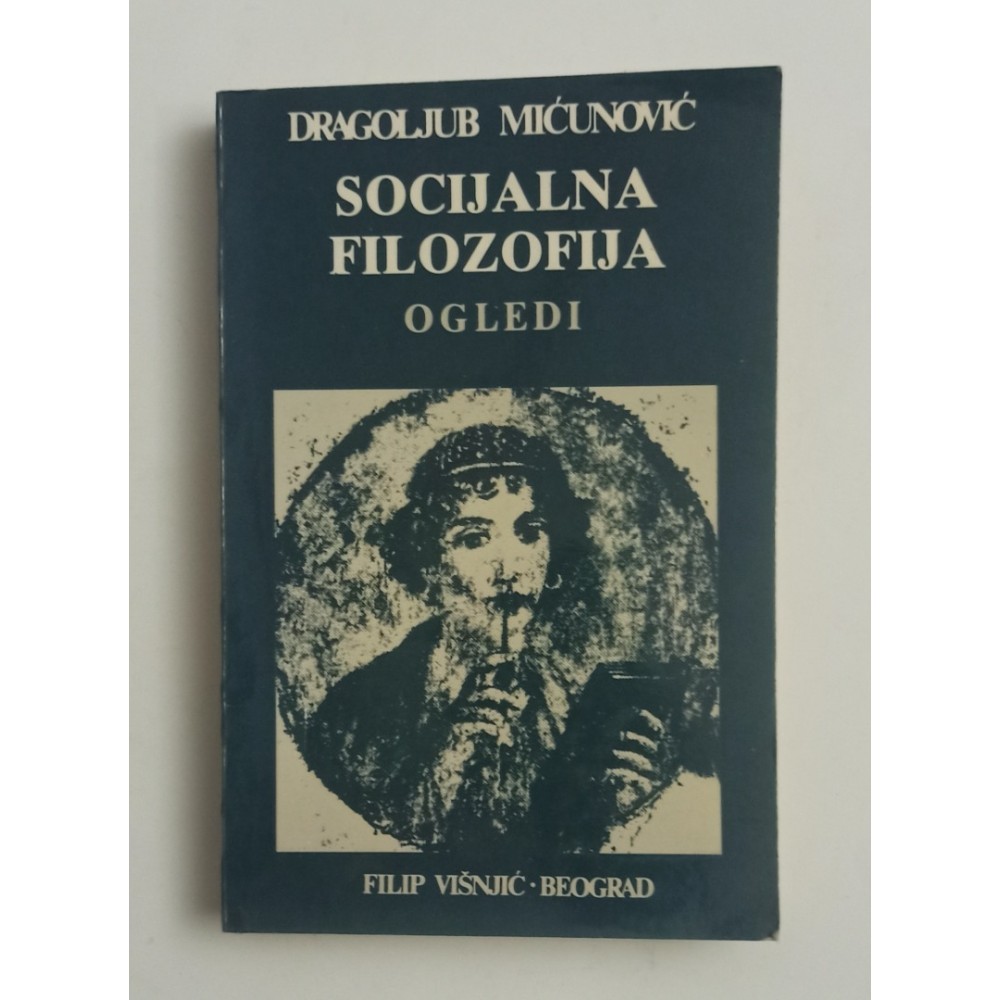 DRAGOLJUB MIĆUNOVIĆ
SOCIJALNA
FILOZOFIJA
OGLEDI
FILIP VIŠNJIĆ · BEOGRAD